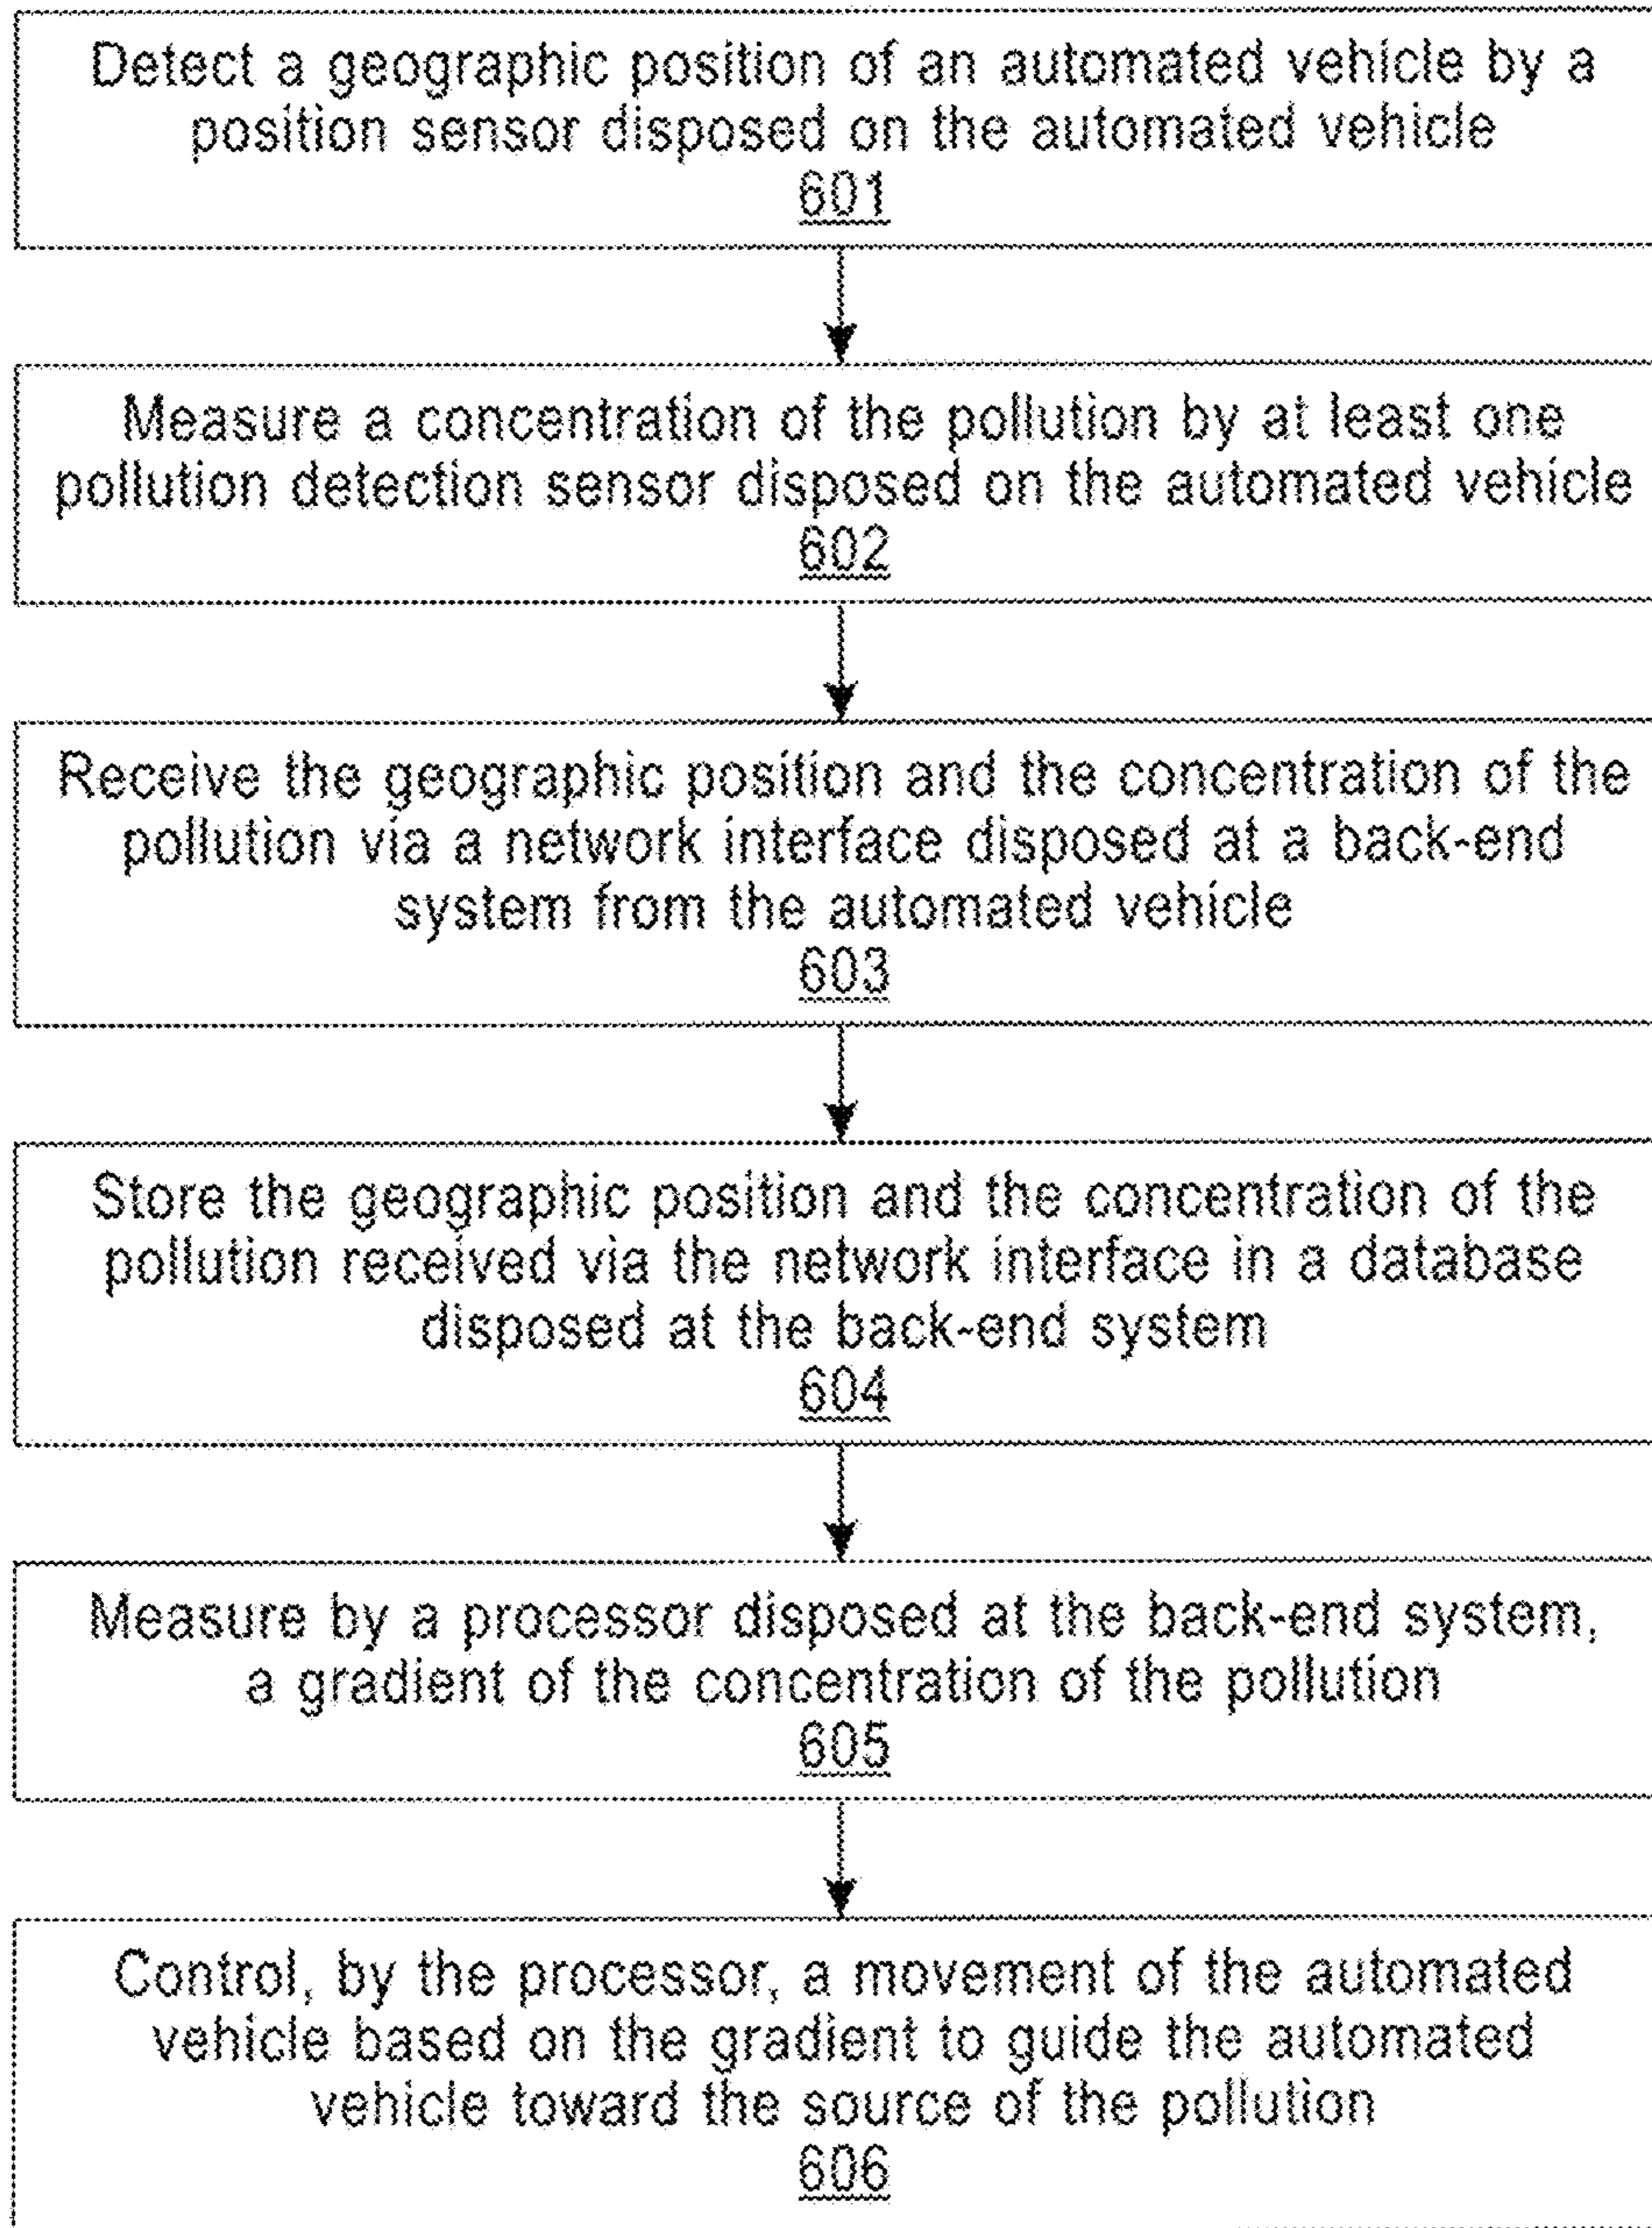 Detect a geographic position of an automated vehicle by a
position sensor disposed on the automated vehicle
601
Measure a concentration of the pollution by at least one
pollution detection sensor disposed on the automated vehicle
602
Receive the geographic position and the concentration of the
pollution via a network interface disposed at a back-end
system from the automated vehicle
603
Store the geographic position and the concentration of the
pollution received via the network interface in a database
disposed at the back-end system
604
Measure by a processor disposed at the back-end system,
a gradient of the concentration of the pollution
605
Control, by the processor, a movement of the automated
vehicle based on the gradient to guide the automated
vehicle toward the source of the pollution
606